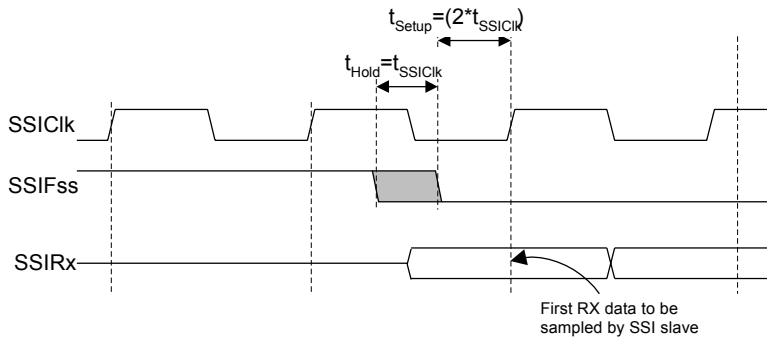 tSetup=(2*tSSIClk)
tHold=tSSIClk
SSIClk
SSIFss
SSIRx
First RX data to be
sampled by SSI slave